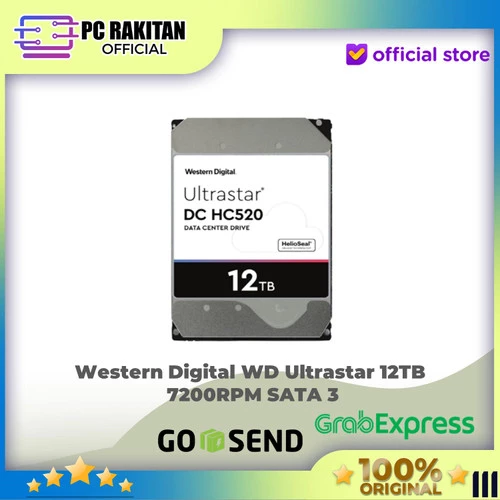 PC RAKITAN
OFFICIAL
official store
Western Digital
Ultrastar®
DC HC520
DATA CENTER DRIVE
HelioSeal®
12TB
Western Digital WD Ultrastar 12TB
7200RPM SATA 3
GO SEND
GrabExpress
100%
ORIGINAL